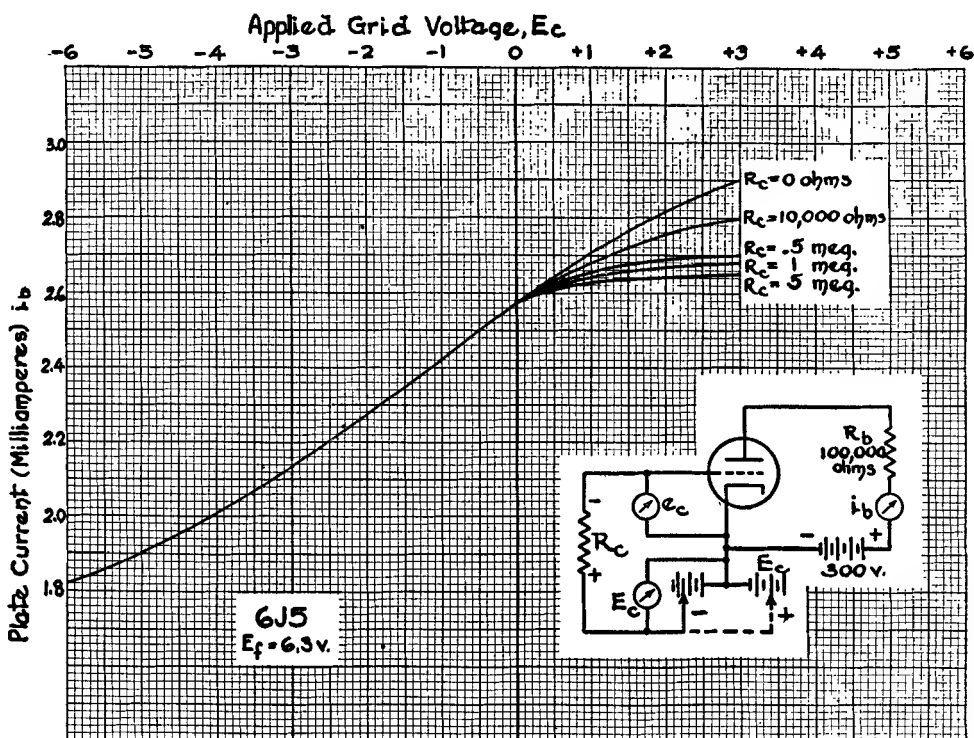 Applied Grid Voltage, Ec
-6 -5 -4 -3 -2 -1 0 +1 +2 +3 +4 +5 +6
Plate Current (Milliamperes) ib
3.0
2.8
2.6
2.4
2.2
2.0
1.8
Rc=0 ohms
Rc=10,000 ohms
Rc= .5 meg.
Rc= 1 meg.
Rc= 5 meg.
6J5
Ef=6.3v.
Rb
100,000
ohms
ib
- +
300 v.
-
ec
Rc
+
Ec
Ec
-
+